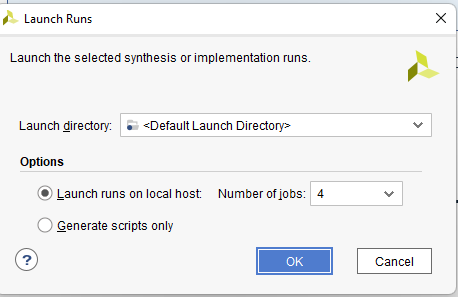 Launch Runs
Launch the selected synthesis or implementation runs.
Launch directory: <Default Launch Directory>
Options
Launch runs on local host: Number of jobs: 4
Generate scripts only
? OK Cancel